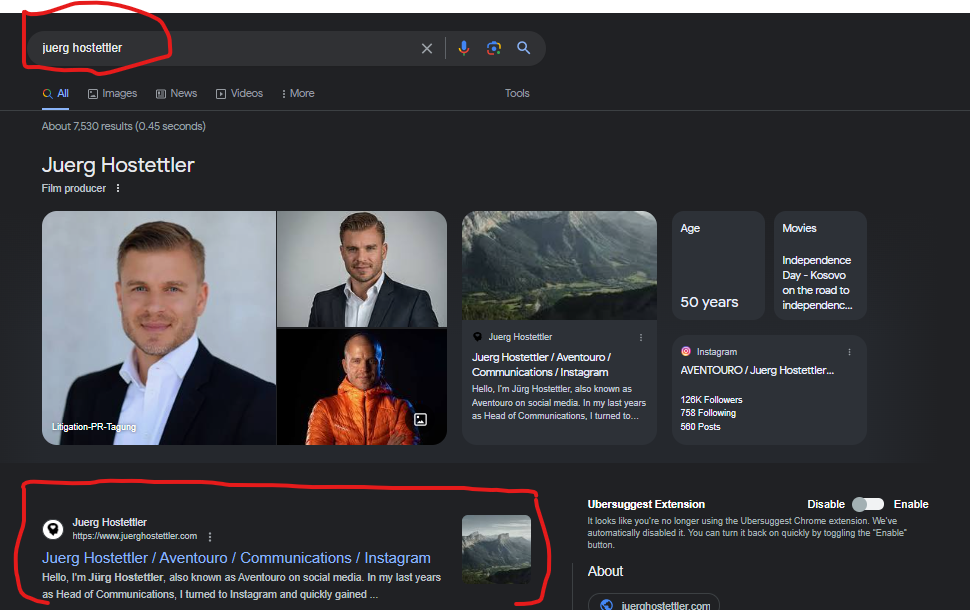 juerg hostettler
All Images News Videos More Tools
About 7,530 results (0.45 seconds)
Juerg Hostettler
Film producer
Litigation-PR-Tagung
Juerg Hostettler
Juerg Hostettler / Aventouro /
Communications / Instagram
Hello, I'm Jürg Hostettler, also known as
Aventouro on social media. In my last years
as Head of Communications, I turned to...
Age
50 years
Movies
Independence
Day - Kosovo
on the road to
independenc...
Instagram
AVENTOURO / Juerg Hostettler...
126K Followers
758 Following
560 Posts
Juerg Hostettler
https://www.juerghostettler.com
Juerg Hostettler / Aventouro / Communications / Instagram
Hello, I'm Jürg Hostettler, also known as Aventouro on social media. In my last years
as Head of Communications, I turned to Instagram and quickly gained ...
Ubersuggest Extension Disable Enable
It looks like you're no longer using the Ubersuggest Chrome extension. We've
automatically disabled it. You can turn it back on quickly by toggling the "Enable"
button.
About
juerghostettler.com